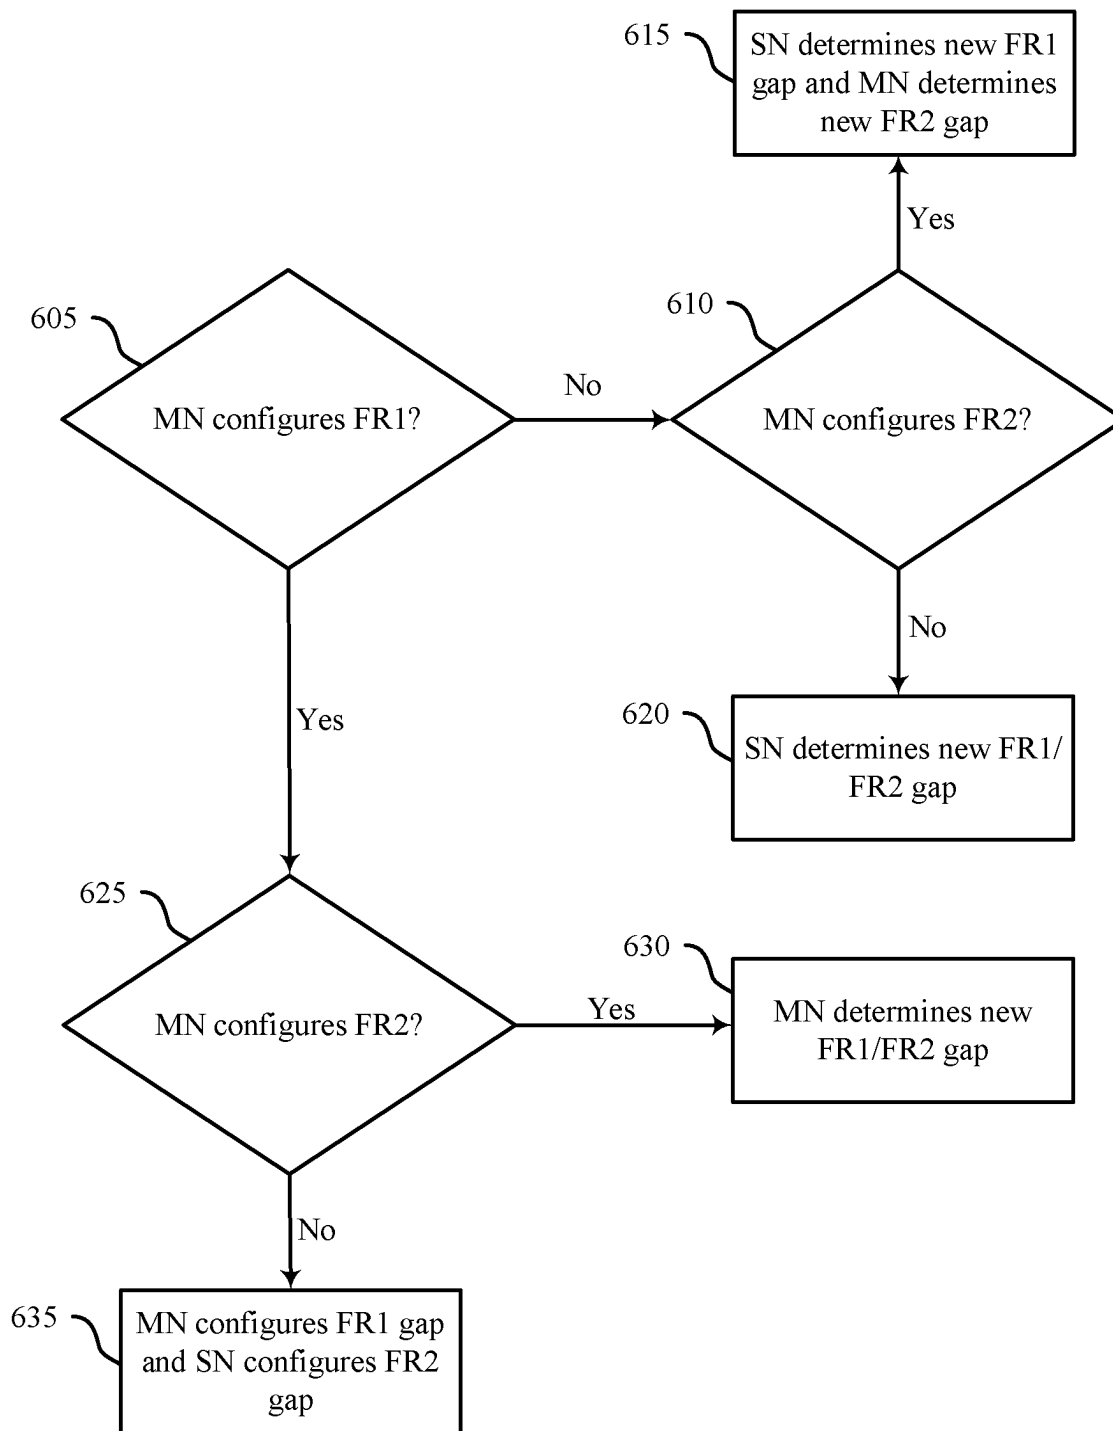 615
SN determines new FR1
gap and MN determines
new FR2 gap
Yes
605
MN configures FR1?
No
610
MN configures FR2?
No
620
SN determines new FR1/
FR2 gap
Yes
625
MN configures FR2?
Yes
630
MN determines new
FR1/FR2 gap
No
635
MN configures FR1 gap
and SN configures FR2
gap